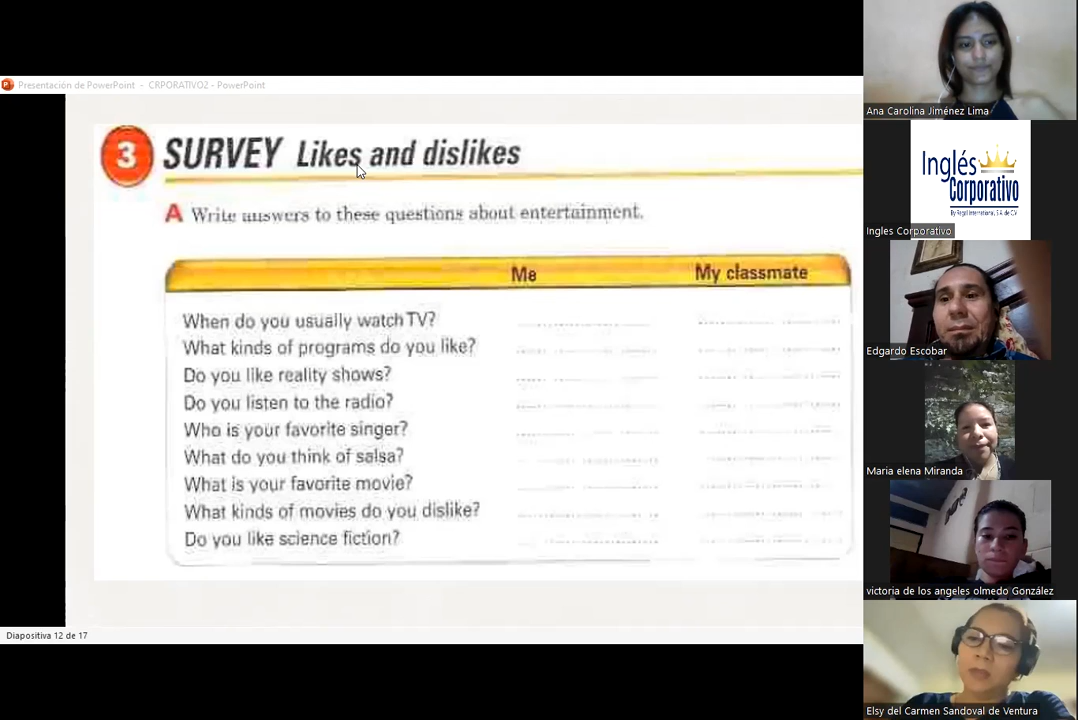 Presentación de PowerPoint - CRPORATIVO2 - PowerPoint
3 SURVEY Likes and dislikes
A Write answers to these questions about entertainment.
Me My classmate
When do you usually watch TV?
What kinds of programs do you like?
Do you like reality shows?
Do you listen to the radio?
Who is your favorite singer?
What do you think of salsa?
What is your favorite movie?
What kinds of movies do you dislike?
Do you like science fiction?
Diapositiva 12 de 17
Ana Carolina Jiménez Lima
Inglés
Corporativo
By Regal International, S.A. de C.V
Ingles Corporativo
Edgardo Escobar
Maria elena Miranda
victoria de los angeles olmedo González
Elsy del Carmen Sandoval de Ventura